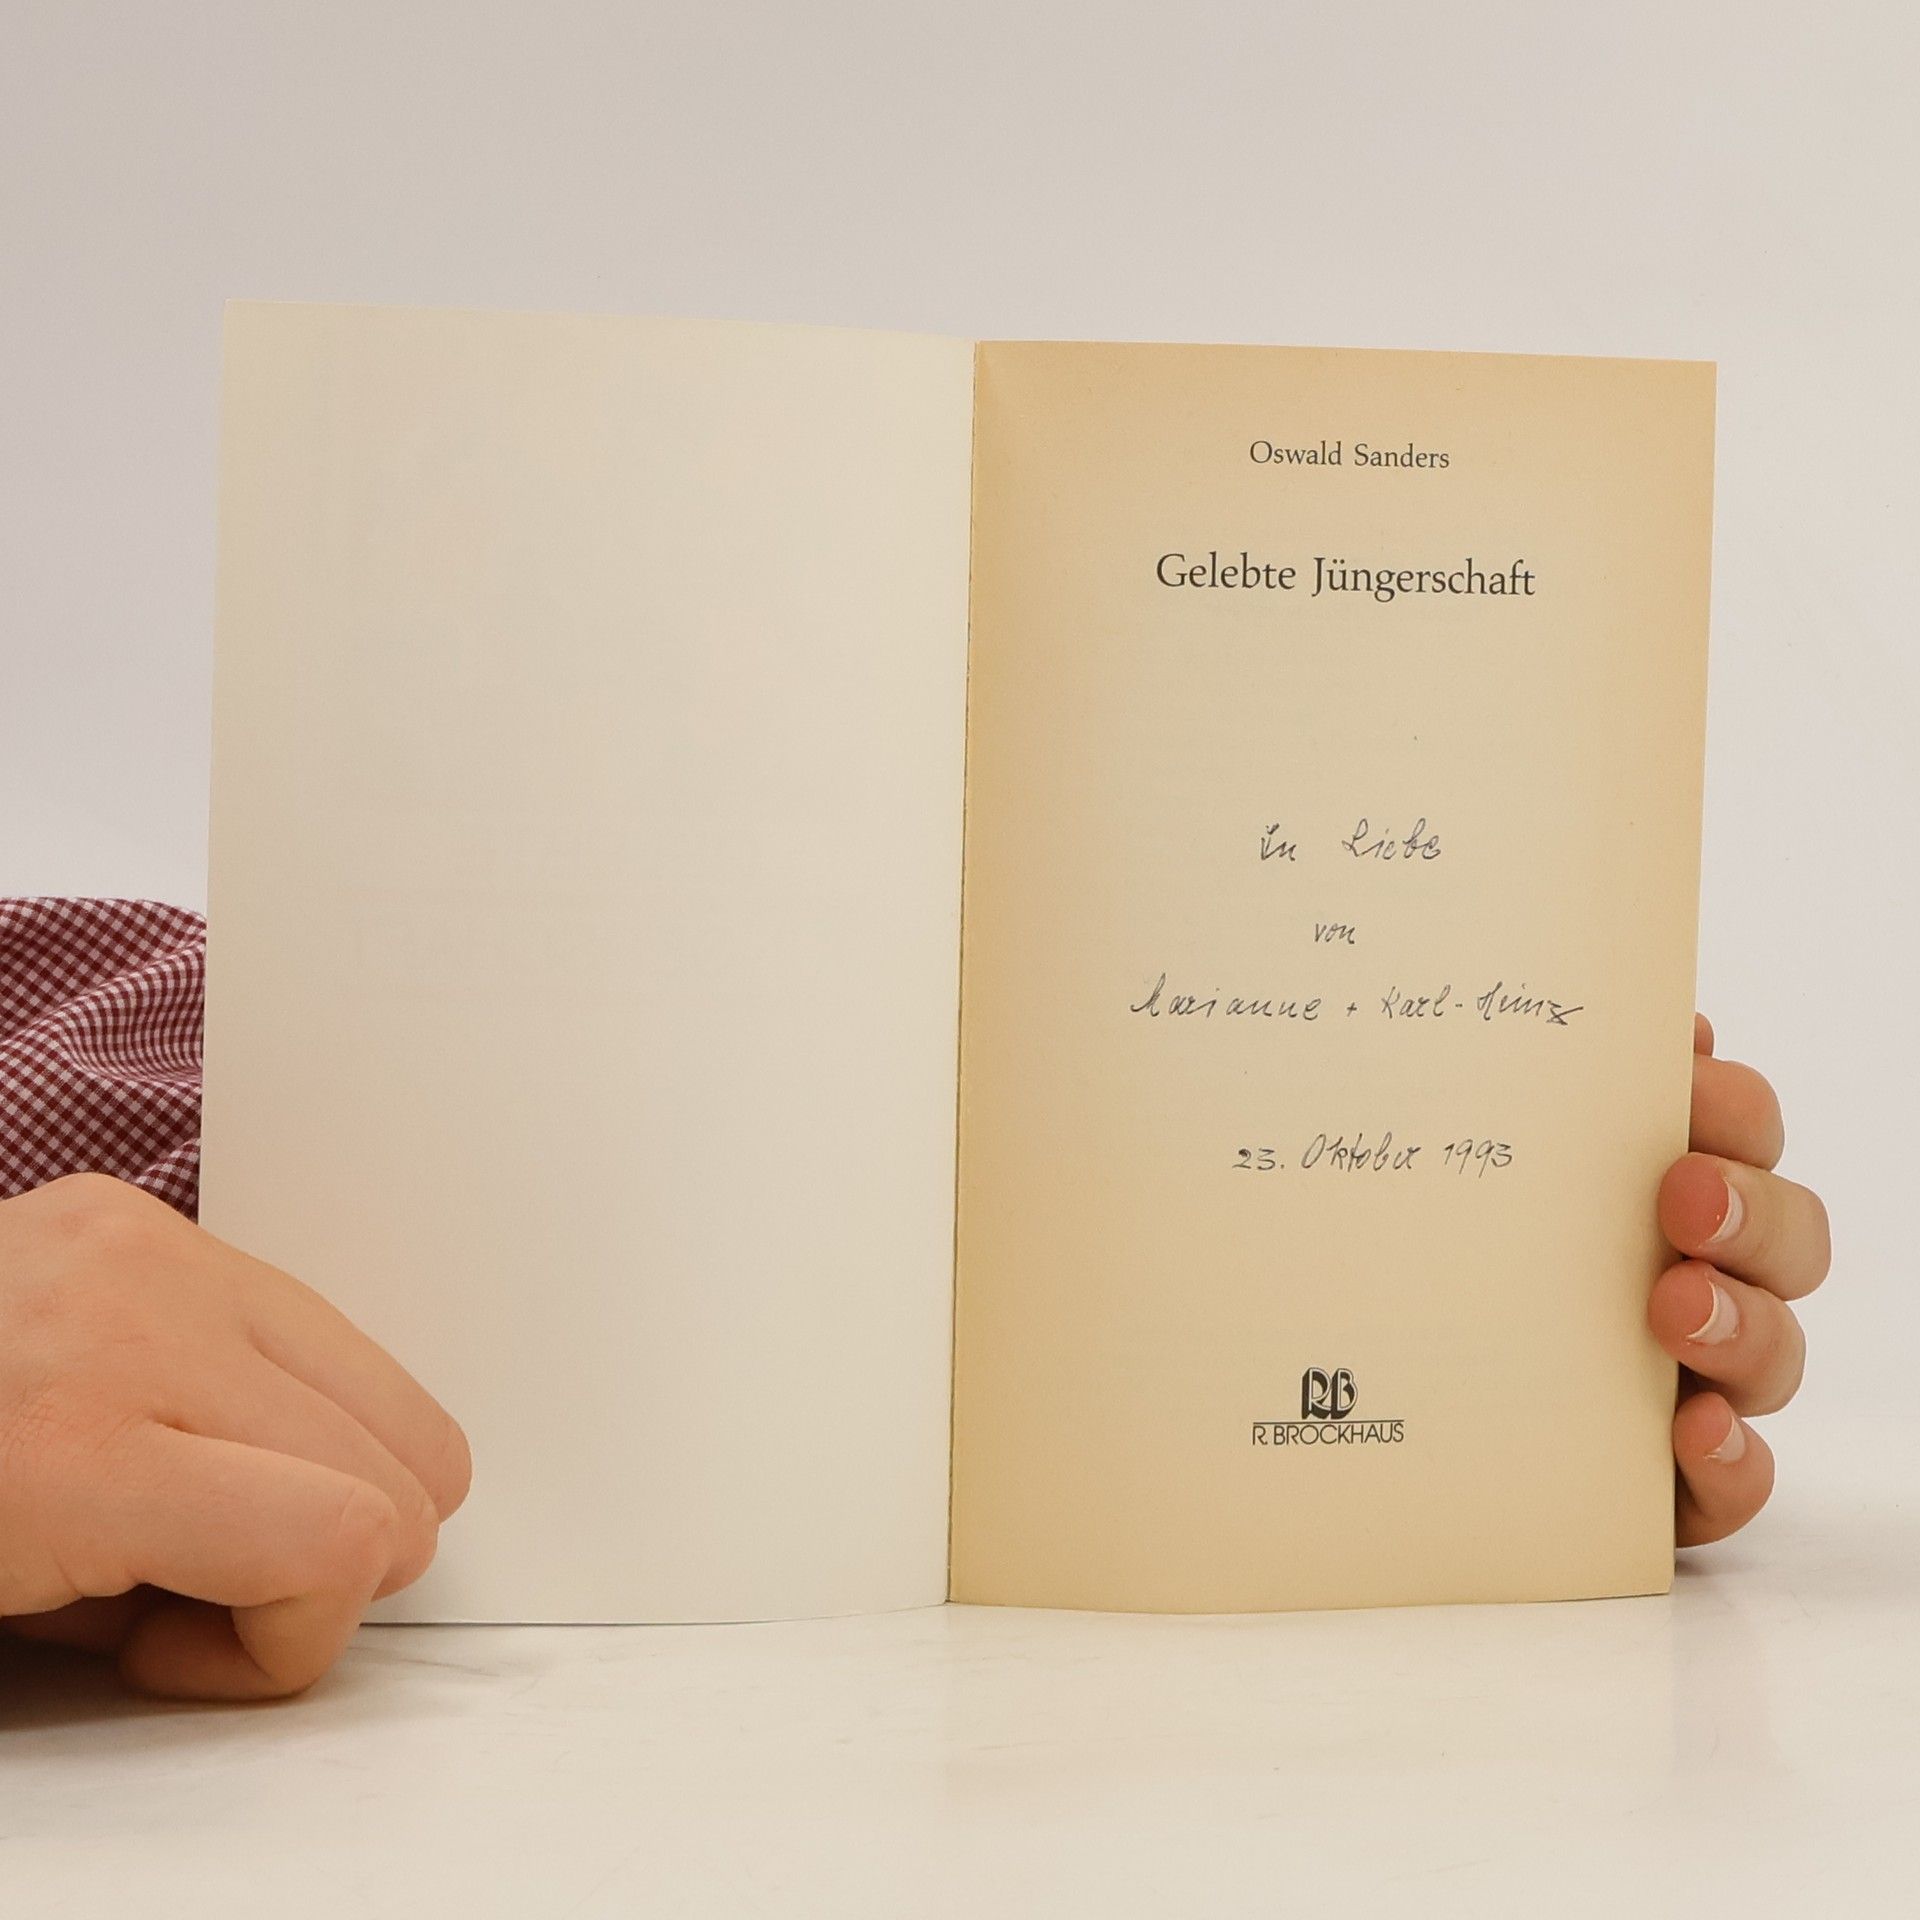 Oswald Sanders
Gelebte Jüngerschaft
In Liebe
von
Marianne + Karl-Heinz
23. Oktober 1993
RB
R. BROCKHAUS